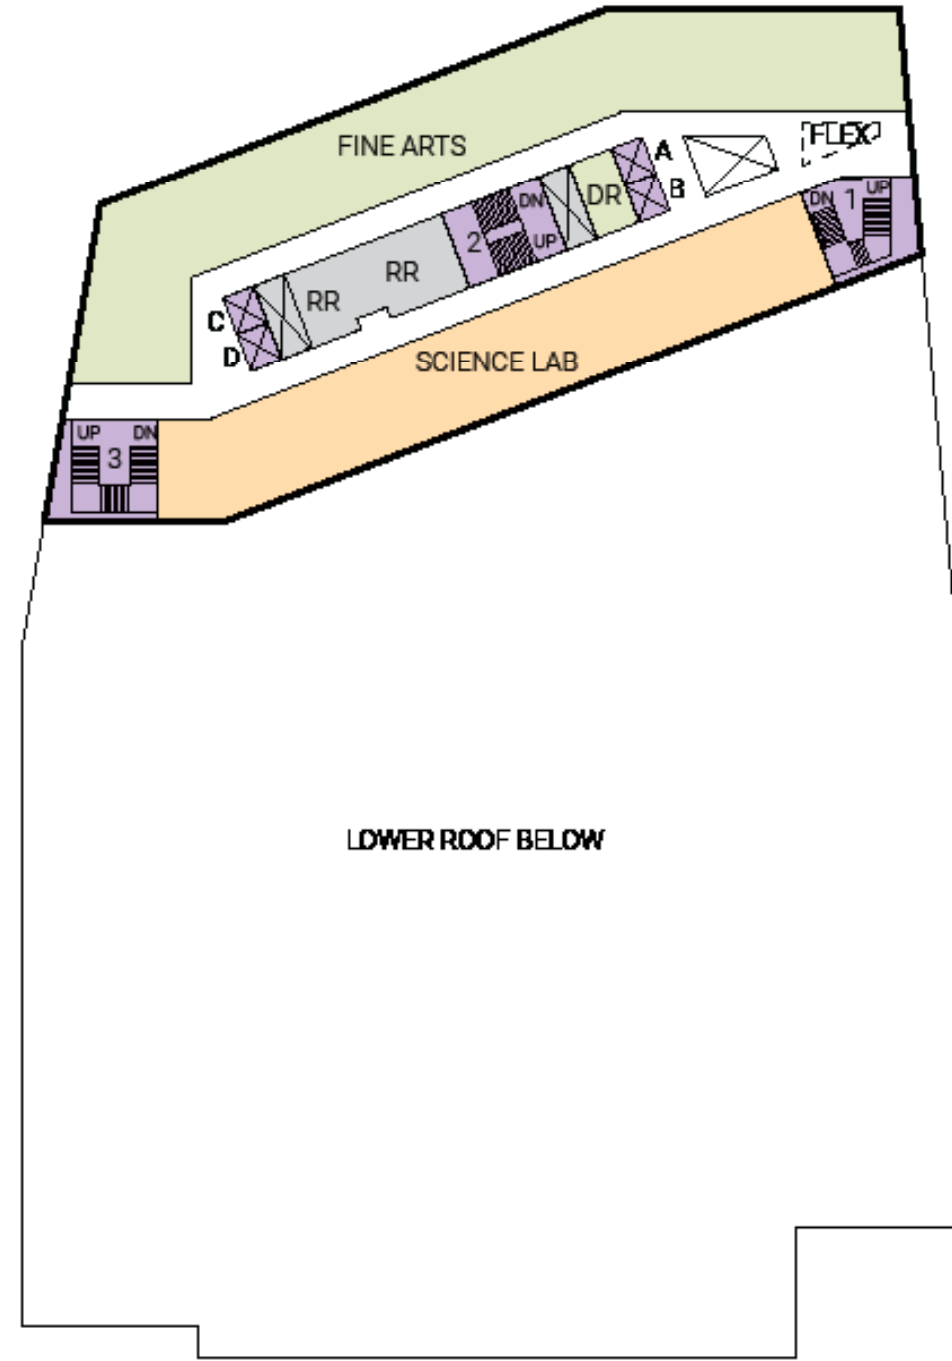 FLEX
FINE ARTS
A
B
DR
DN
1
UP
DN
2
UP
RR
RR
C
D
SCIENCE LAB
UP
DN
3
LOWER ROOF BELOW